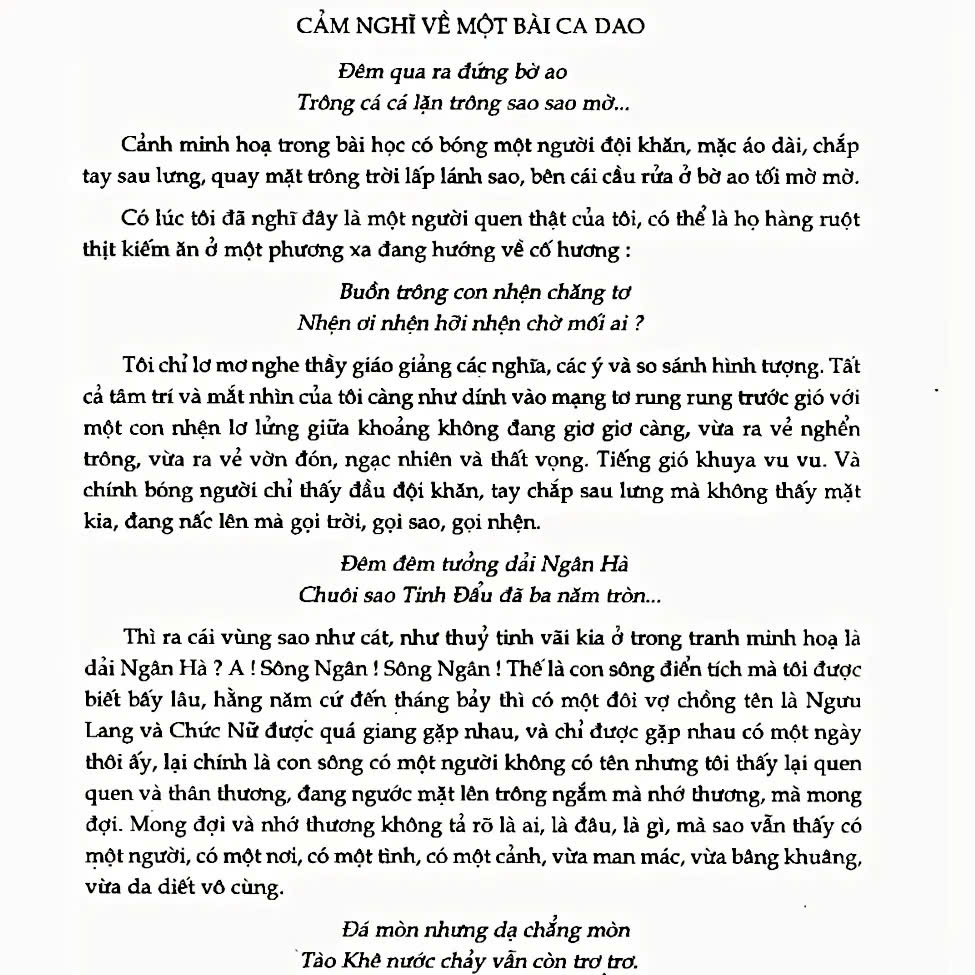 CẢM NGHĨ VỀ MỘT BÀI CA DAO
Đêm qua ra đứng bờ ao
Trông cá cá lặn trông sao sao mờ...
Cảnh minh hoạ trong bài học có bóng một người đội khăn, mặc áo dài, chắp
tay sau lưng, quay mặt trông trời lấp lánh sao, bên cái cầu rửa ở bờ ao tối mờ mờ.
Có lúc tôi đã nghĩ đây là một người quen thật của tôi, có thể là họ hàng ruột
thịt kiếm ăn ở một phương xa đang hướng về cố hương :
Buồn trông con nhện chăng tơ
Nhện ơi nhện hỡi nhện chờ mối ai ?
Tôi chỉ lơ mơ nghe thầy giáo giảng các nghĩa, các ý và so sánh hình tượng. Tất
cả tâm trí và mắt nhìn của tôi càng như dính vào mạng tơ rung rung trước gió với
một con nhện lơ lửng giữa khoảng không đang giơ giơ càng, vừa ra vẻ nghển
trông, vừa ra vẻ vờn đón, ngạc nhiên và thất vọng. Tiếng gió khuya vu vu. Và
chính bóng người chỉ thấy đầu đội khăn, tay chắp sau lưng mà không thấy mặt
kia, đang nấc lên mà gọi trời, gọi sao, gọi nhện.
Đêm đêm tưởng dải Ngân Hà
Chuôi sao Tinh Đẩu đã ba năm tròn...
Thì ra cái vùng sao như cát, như thuỷ tinh vãi kia ở trong tranh minh hoạ là
dải Ngân Hà ? A ! Sông Ngân ! Sông Ngân ! Thế là con sông điển tích mà tôi được
biết bấy lâu, hằng năm cứ đến tháng bảy thì có một đôi vợ chồng tên là Ngưu
Lang và Chức Nữ được quá giang gặp nhau, và chỉ được gặp nhau có một ngày
thôi ấy, lại chính là con sông có một người không có tên nhưng tôi thấy lại quen
quen và thân thương, đang ngước mặt lên trông ngắm mà nhớ thương, mà mong
đợi. Mong đợi và nhớ thương không tả rõ là ai, là đâu, là gì, mà sao vẫn thấy có
một người, có một nơi, có một tình, có một cảnh, vừa man mác, vừa bâng khuâng,
vừa da diết vô cùng.
Đá mòn nhưng dạ chẳng mòn
Tào Khê nước chảy vẫn còn trơ trơ.